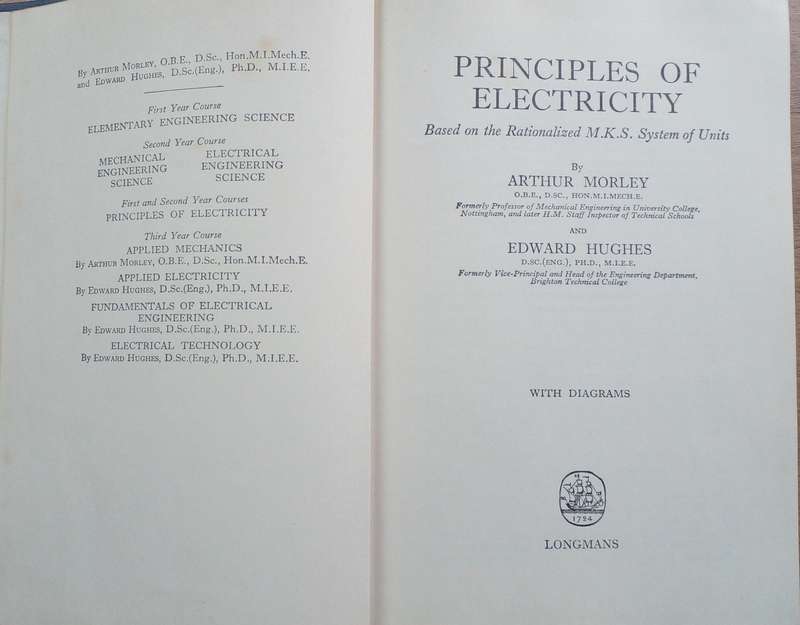 By ARTHUR MORLEY, O.B.E., D.Sc., Hon.M.I.Mech.E.
and EDWARD HUGHES, D.Sc.(Eng.), Ph.D., M.I.E.E.
First Year Course
ELEMENTARY ENGINEERING SCIENCE
Second Year Course
MECHANICAL
ENGINEERING
SCIENCE
ELECTRICAL
ENGINEERING
SCIENCE
First and Second Year Courses
PRINCIPLES OF ELECTRICITY
Third Year Course
APPLIED MECHANICS
By ARTHUR MORLEY, O.B.E., D.Sc., Hon.M.I.Mech.E.
APPLIED ELECTRICITY
By EDWARD HUGHES, D.Sc.(Eng.), Ph.D., M.I.E.E.
FUNDAMENTALS OF ELECTRICAL
ENGINEERING
By EDWARD HUGHES, D.Sc.(Eng.), Ph.D., M.I.E.E.
ELECTRICAL TECHNOLOGY
By EDWARD HUGHES, D.Sc.(Eng.), Ph.D., M.I.E.E.
PRINCIPLES OF
ELECTRICITY
Based on the Rationalized M.K.S. System of Units
By
ARTHUR MORLEY
O.B.E., D.SC., HON.M.I.MECH.E.
Formerly Professor of Mechanical Engineering in University College,
Nottingham, and later H.M. Staff Inspector of Technical Schools
AND
EDWARD HUGHES
D.SC.(ENG.), PH.D., M.I.E.E.
Formerly Vice-Principal and Head of the Engineering Department,
Brighton Technical College
WITH DIAGRAMS
1724
LONGMANS